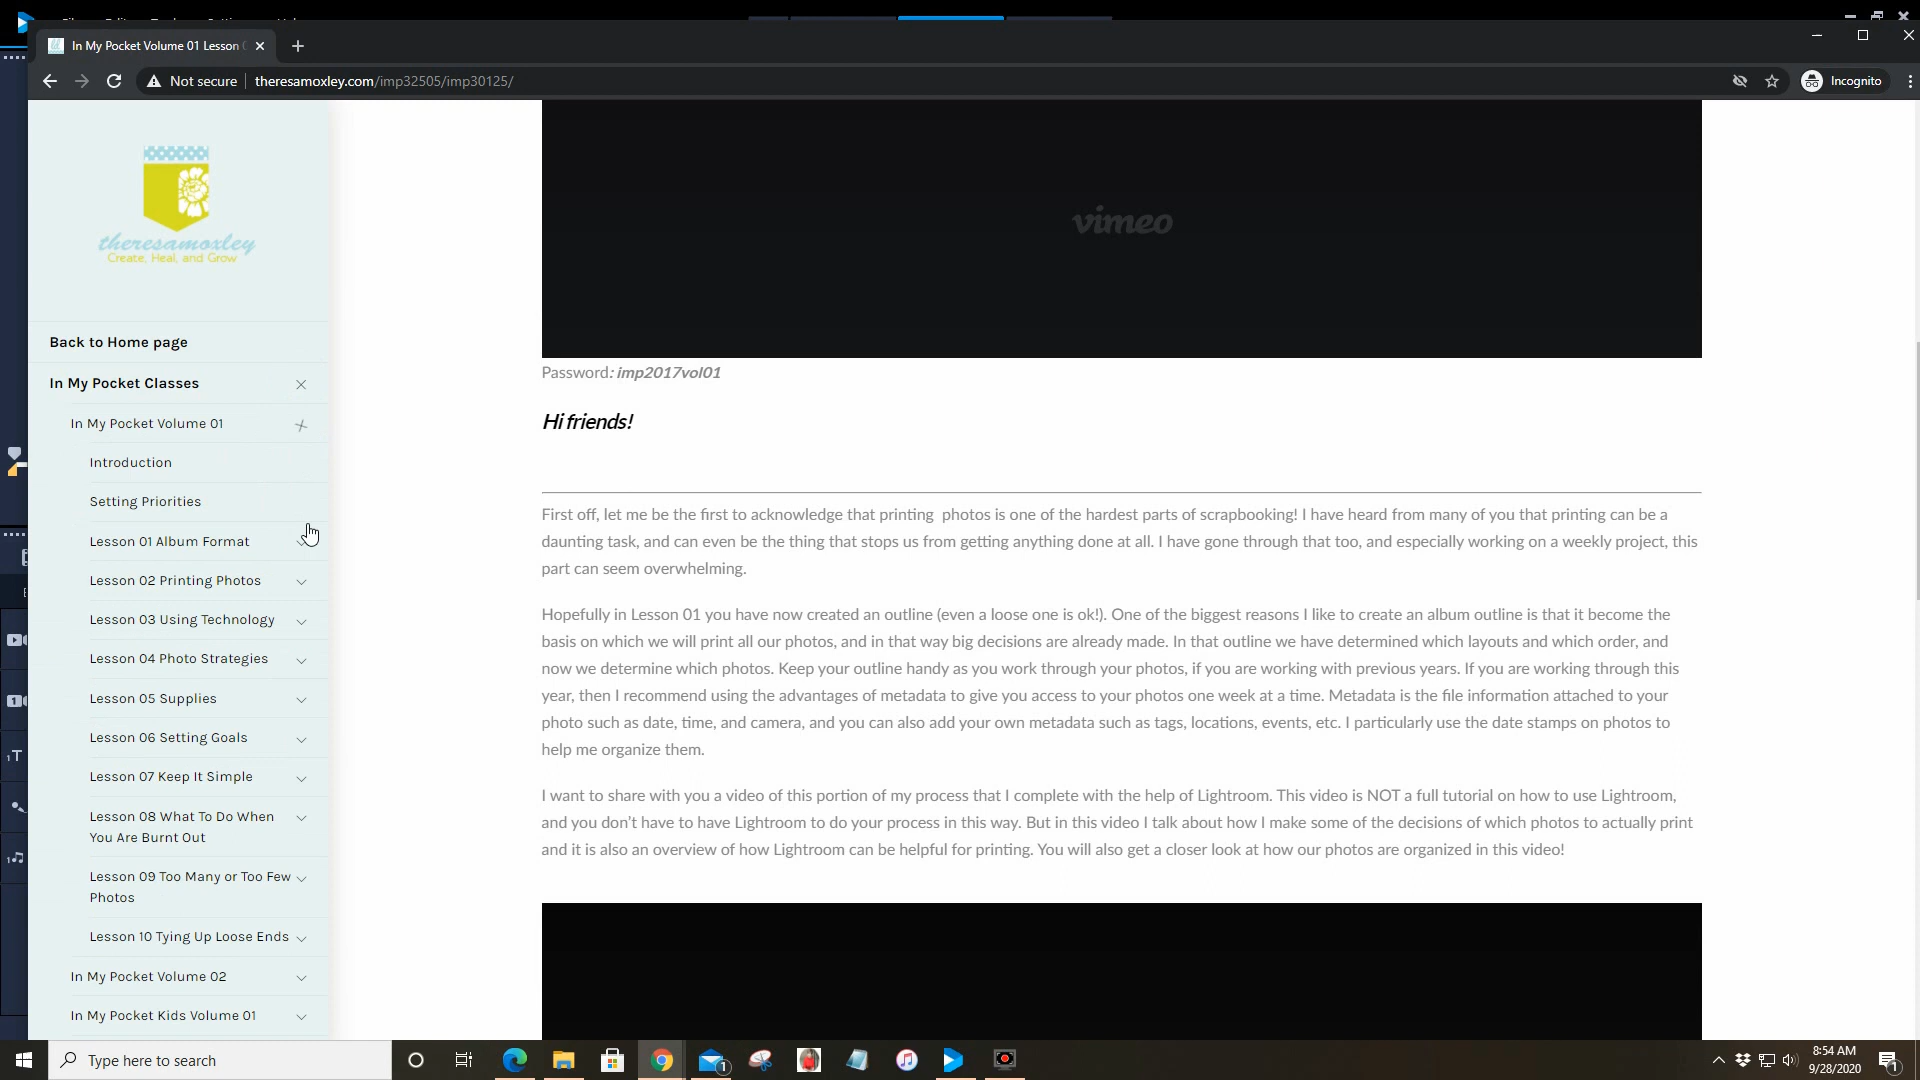 In My Pocket Volume 01 Lesson
Not secure
theresamoxley.com/imp32505/imp30125/
Incognito
theresamoxley
Create, Heal, and Grow
Back to Home page
In My Pocket Classes
In My Pocket Volume 01
Introduction
Setting Priorities
Lesson 01 Album Format
Lesson 02 Printing Photos
Lesson 03 Using Technology
Lesson 04 Photo Strategies
Lesson 05 Supplies
Lesson 06 Setting Goals
Lesson 07 Keep It Simple
Lesson 08 What To Do When
You Are Burnt Out
Lesson 09 Too Many or Too Few
Photos
Lesson 10 Tying Up Loose Ends
In My Pocket Volume 02
In My Pocket Kids Volume 01
vimeo
Password: imp2017vol01
Hi friends!
First off, let me be the first to acknowledge that printing photos is one of the hardest parts of scrapbooking! I have heard from many of you that printing can be a
daunting task, and can even be the thing that stops us from getting anything done at all. I have gone through that too, and especially working on a weekly project, this
part can seem overwhelming.
Hopefully in Lesson 01 you have now created an outline (even a loose one is ok!). One of the biggest reasons I like to create an album outline is that it become the
basis on which we will print all our photos, and in that way big decisions are already made. In that outline we have determined which layouts and which order, and
now we determine which photos. Keep your outline handy as you work through your photos, if you are working with previous years. If you are working through this
year, then I recommend using the advantages of metadata to give you access to your photos one week at a time. Metadata is the file information attached to your
photo such as date, time, and camera, and you can also add your own metadata such as tags, locations, events, etc. I particularly use the date stamps on photos to
help me organize them.
I want to share with you a video of this portion of my process that I complete with the help of Lightroom. This video is NOT a full tutorial on how to use Lightroom,
and you don't have to have Lightroom to do your process in this way. But in this video I talk about how I make some of the decisions of which photos to actually print
and it is also an overview of how Lightroom can be helpful for printing. You will also get a closer look at how our photos are organized in this video!
Type here to search
1
8:54 AM
9/28/2020
1